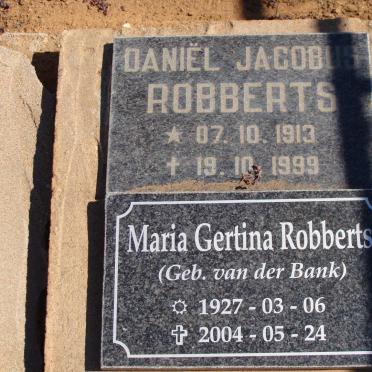 DANIËL JACOBUS
ROBBERTS
★ 07. 10. 1913
✝ 19. 10. 1999
Maria Gertina Robberts
(Geb. van der Bank)
☼ 1927 - 03 - 06
✞ 2004 - 05 - 24